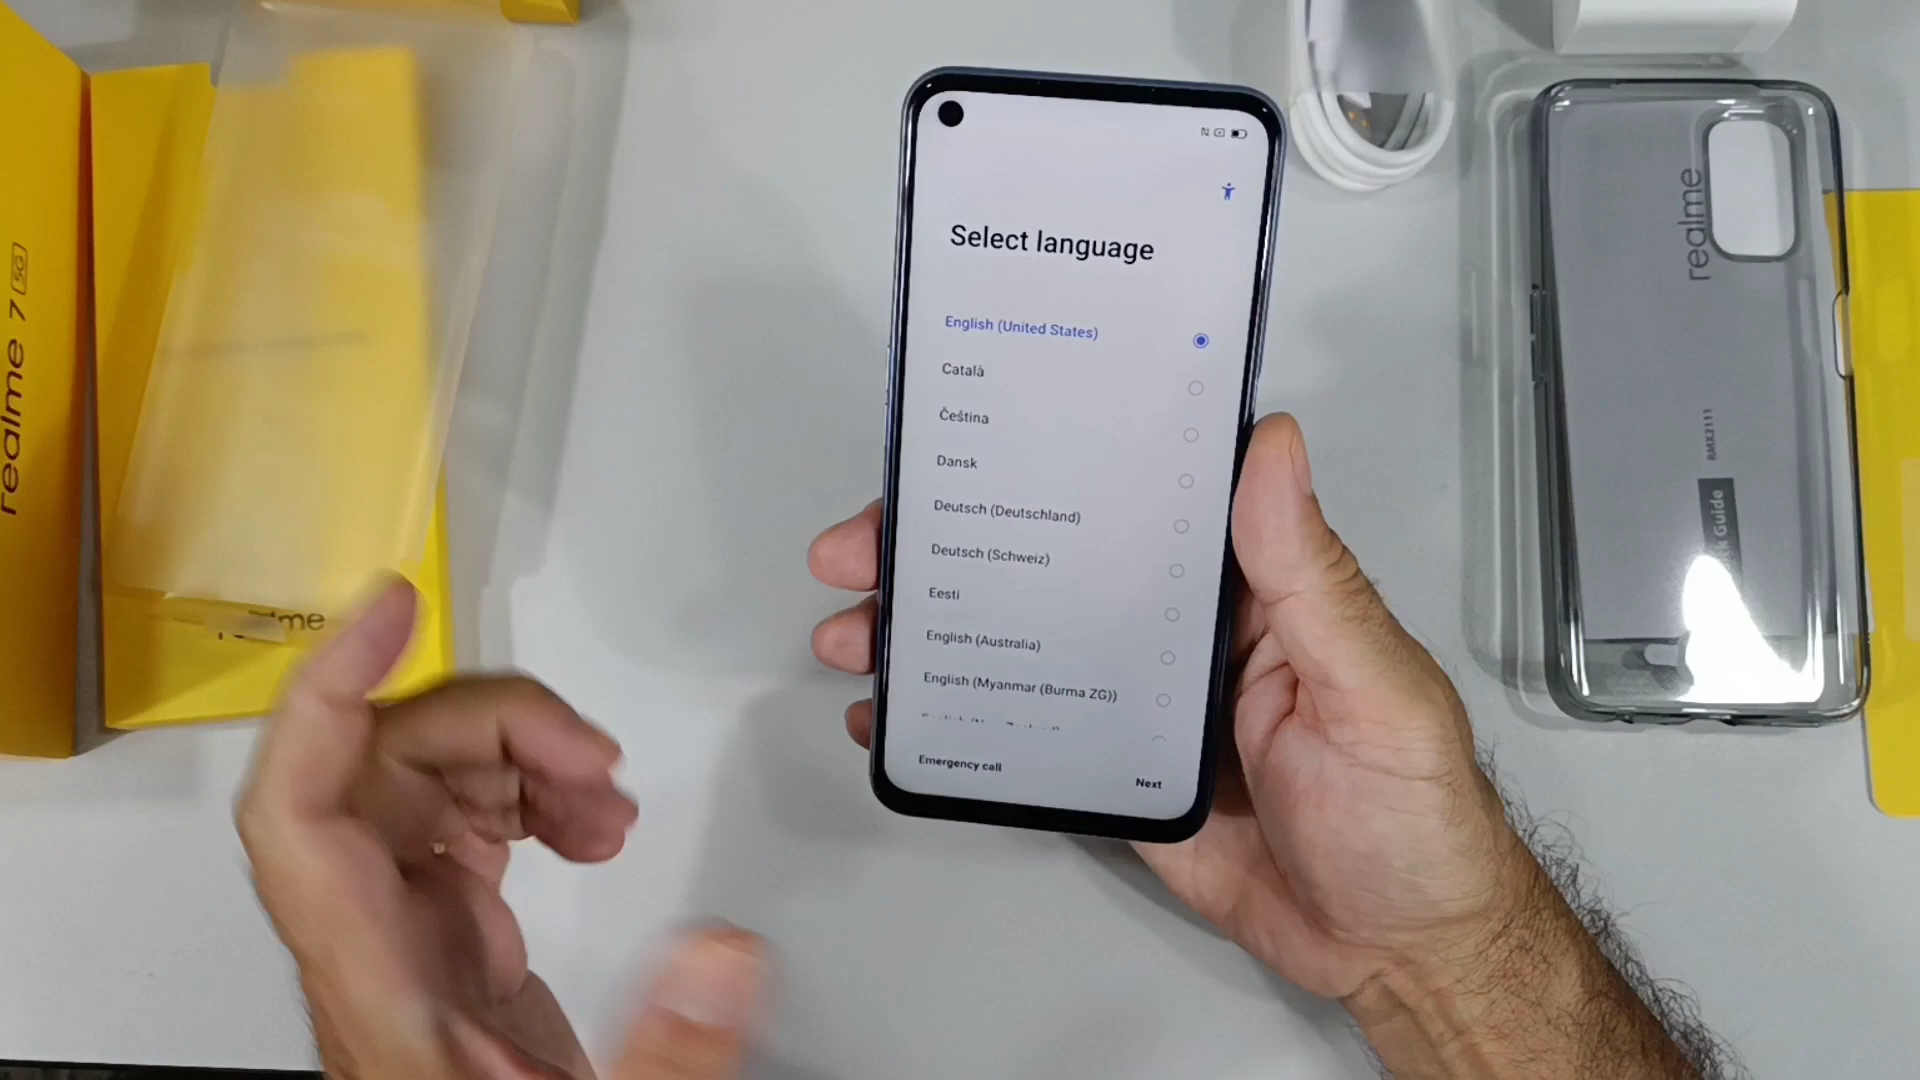 realme 7 5G
Select language
English (United States)
Català
Čeština
Dansk
Deutsch (Deutschland)
Deutsch (Schweiz)
Eesti
English (Australia)
English (Myanmar (Burma ZG))
Emergency call
Next
realme
RMX2111
Guide